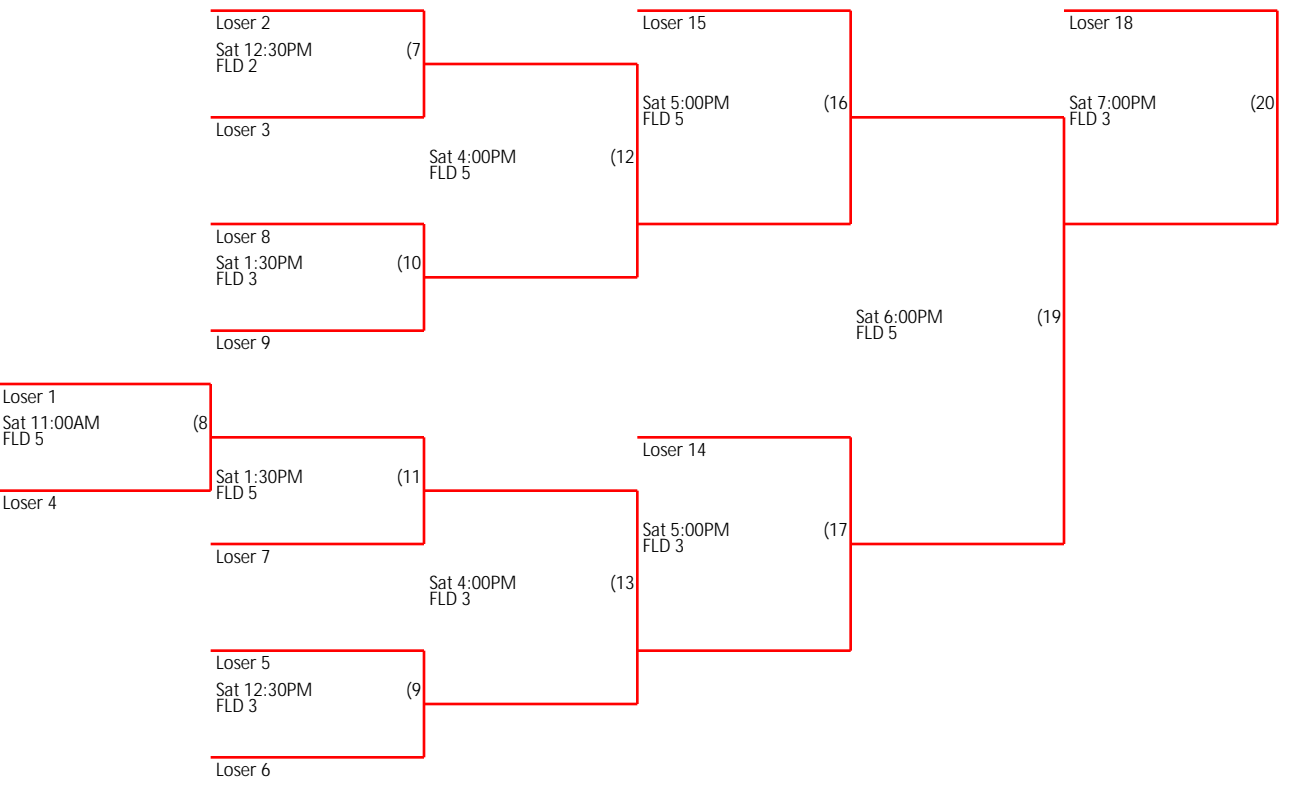 Loser 2
Sat 12:30PM (7
FLD 2
Loser 3
Loser 15
Sat 5:00PM (16
FLD 5
Loser 18
Sat 7:00PM (20
FLD 3
Sat 4:00PM (12
FLD 5
Loser 8
Sat 1:30PM (10
FLD 3
Loser 9
Sat 6:00PM (19
FLD 5
Loser 1
Sat 11:00AM (8
FLD 5
Loser 4
Sat 1:30PM (11
FLD 5
Loser 7
Loser 14
Sat 5:00PM (17
FLD 3
Sat 4:00PM (13
FLD 3
Loser 5
Sat 12:30PM (9
FLD 3
Loser 6